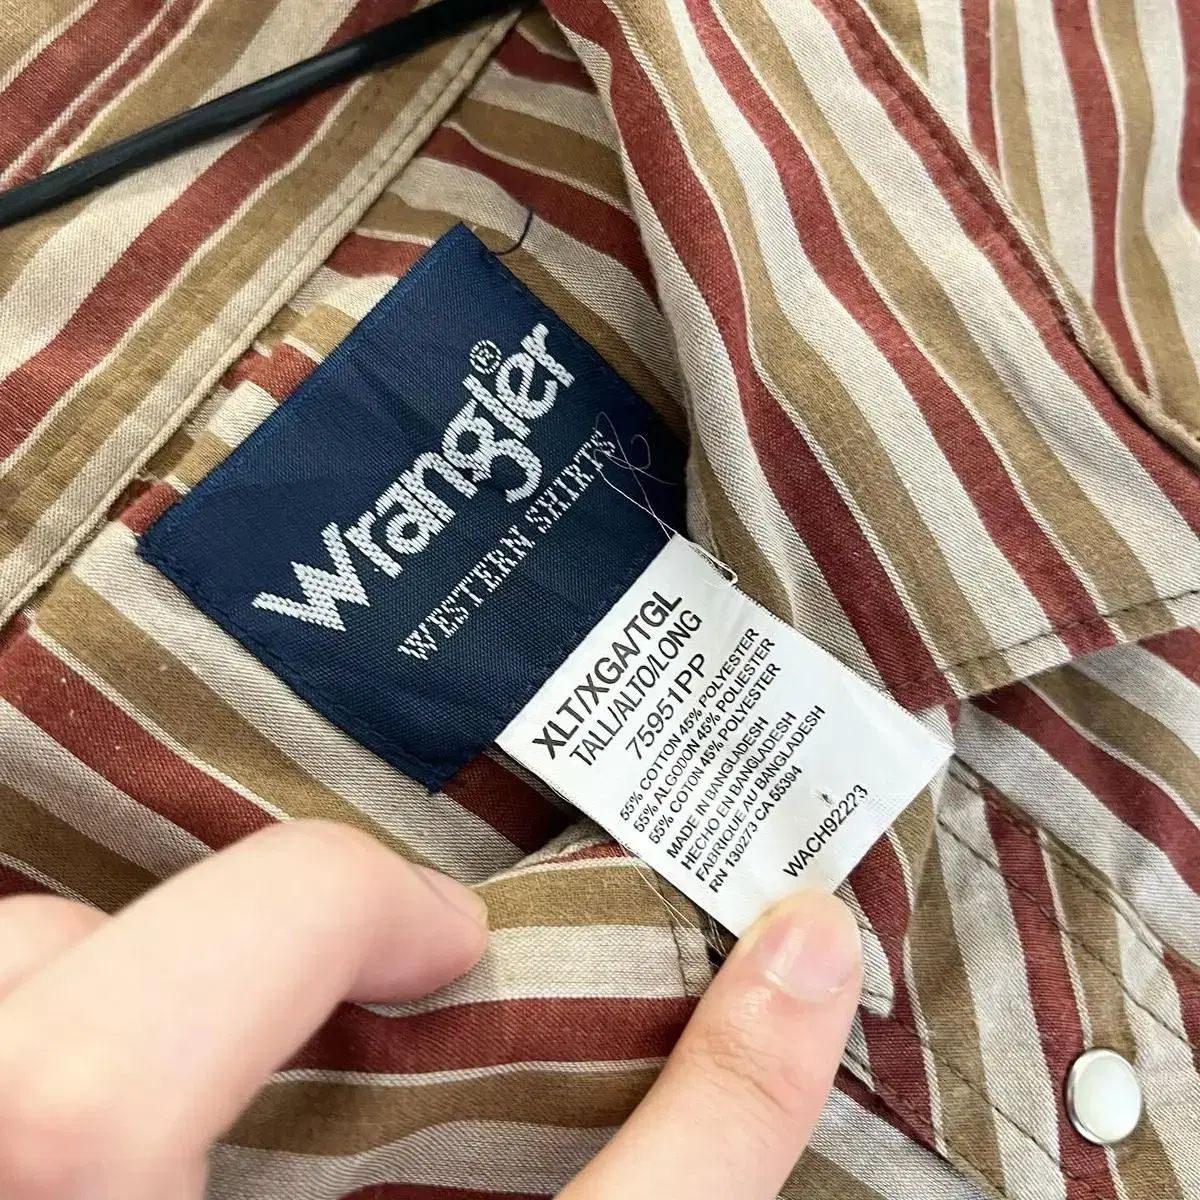 Wrangler®
WESTERN SHIRTS
XLT/XGA/TGL
TALL/ALTO/LONG
75951PP
55% COTTON 45% POLYESTER
55% ALGODON 45% POLIESTER
55% COTON 45% POLYESTER
MADE IN BANGLADESH
HECHO EN BANGLADESH
FABRIQUE AU BANGLADESH
RN 130273 CA 55394
WACH92223